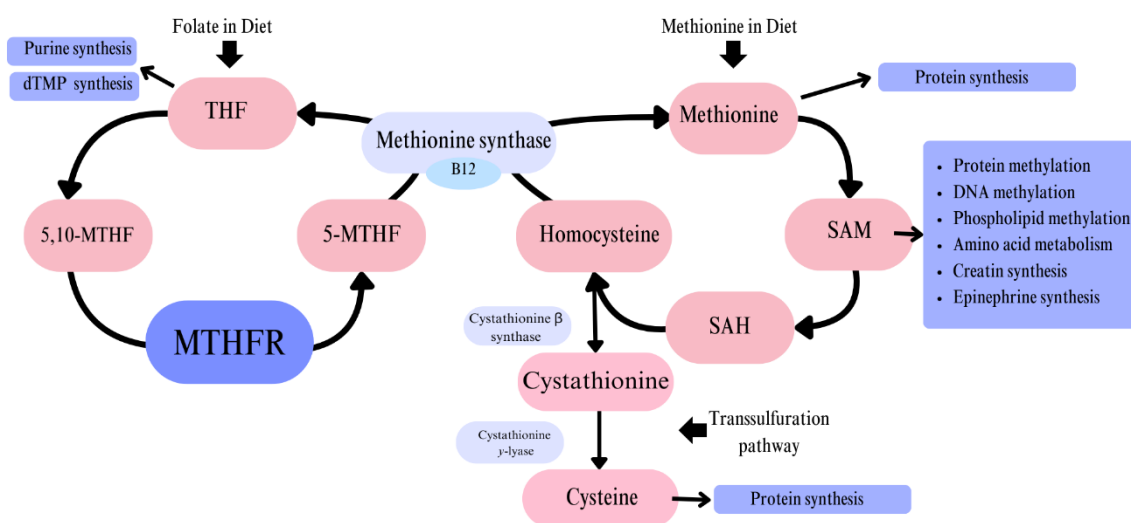 Folate in Diet
Methionine in Diet
Purine synthesis
dTMP synthesis
Protein synthesis
THF
Methionine synthase
B12
Methionine
• Protein methylation
• DNA methylation
• Phospholipid methylation
• Amino acid metabolism
• Creatin synthesis
• Epinephrine synthesis
5,10-MTHF
5-MTHF
Homocysteine
SAM
MTHFR
Cystathionine β
synthase
SAH
Cystathionine
Cystathionine
y-lyase
Transsulfuration
pathway
Cysteine
Protein synthesis